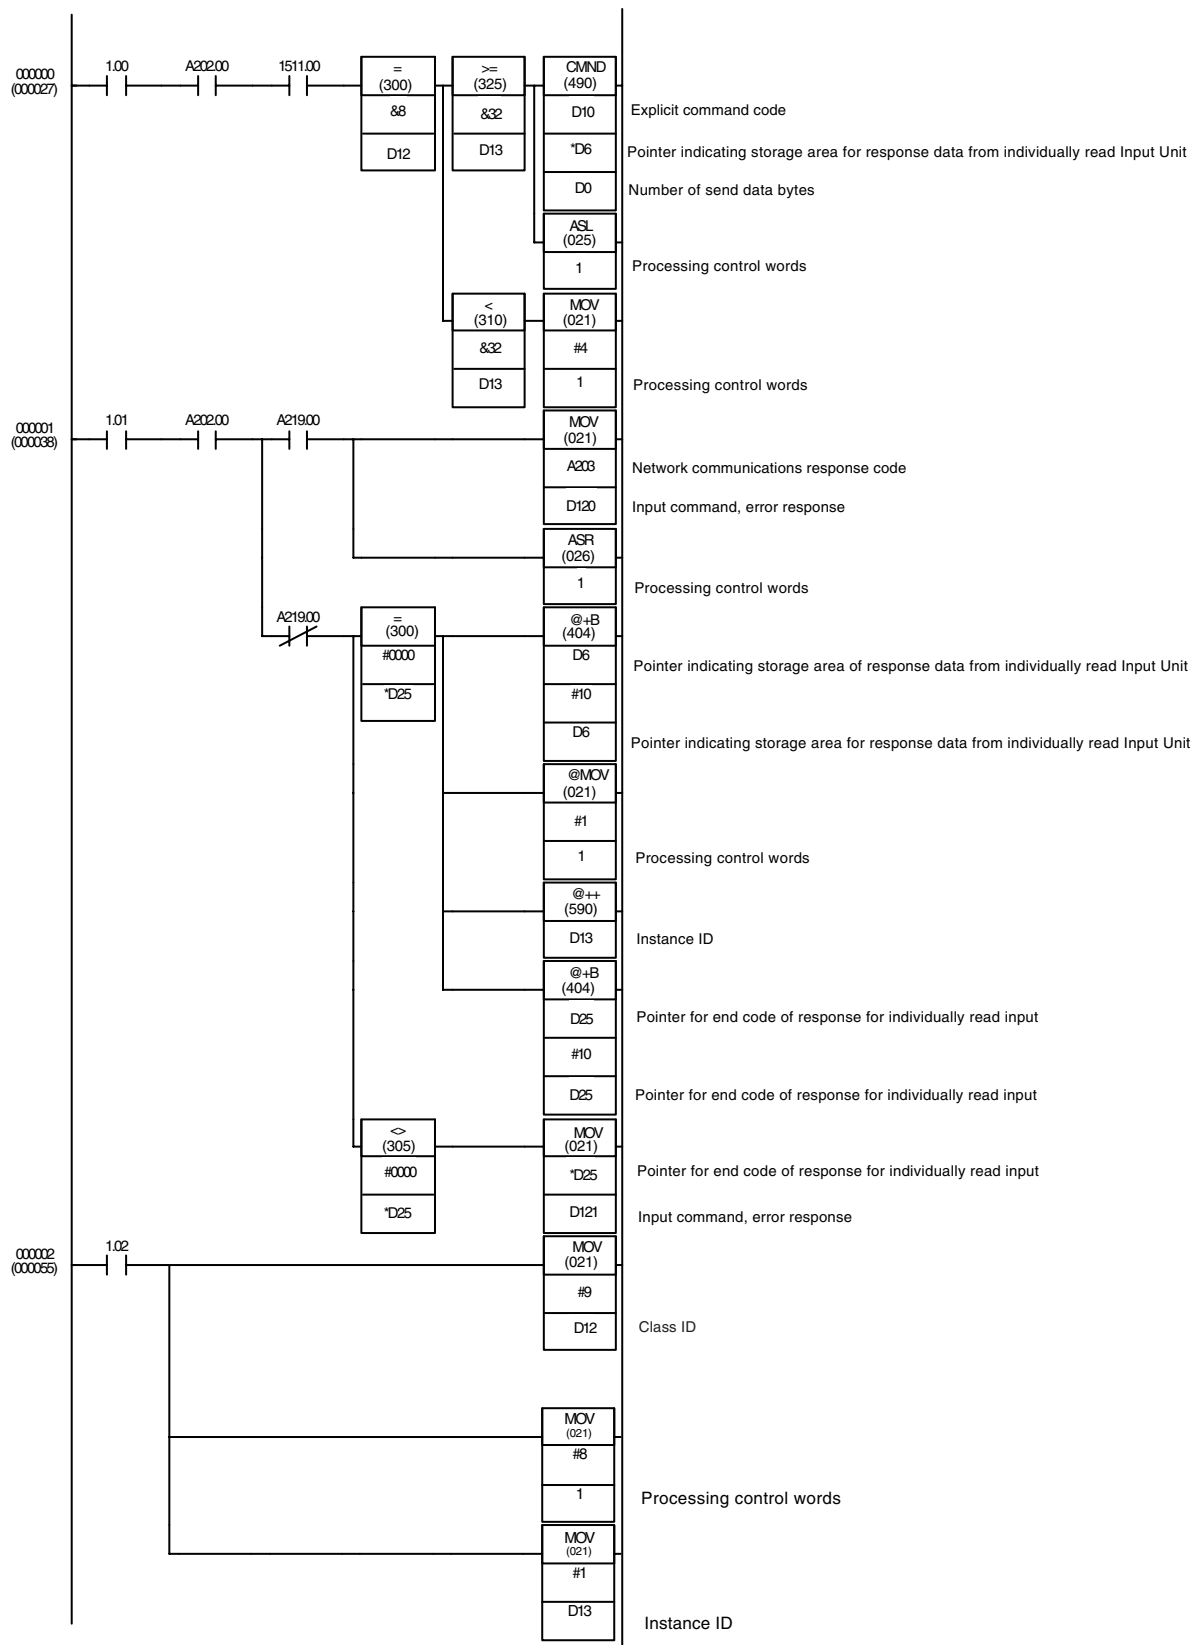 000000
(000027)
1.00
A202.00
1511.00
=
(300)
&8
D12
>=
(325)
&32
D13
CMND
(490)
D10
Explicit command code
*D6
Pointer indicating storage area for response data from individually read Input Unit
D0
Number of send data bytes
ASL
(025)
1
Processing control words
<
(310)
&32
D13
MOV
(021)
#4
1
Processing control words
000001
(000038)
1.01
A202.00
A219.00
MOV
(021)
A203
Network communications response code
D120
Input command, error response
ASR
(026)
1
Processing control words
A219.00
=
(300)
#0000
*D25
@+B
(404)
D6
Pointer indicating storage area of response data from individually read Input Unit
#10
D6
Pointer indicating storage area for response data from individually read Input Unit
@MOV
(021)
#1
1
Processing control words
@++
(590)
D13
Instance ID
@+B
(404)
D25
Pointer for end code of response for individually read input
#10
D25
Pointer for end code of response for individually read input
<>
(305)
#0000
*D25
MOV
(021)
*D25
Pointer for end code of response for individually read input
D121
Input command, error response
000002
(000055)
1.02
MOV
(021)
#9
D12
Class ID
MOV
(021)
#8
1
Processing control words
MOV
(021)
#1
D13
Instance ID